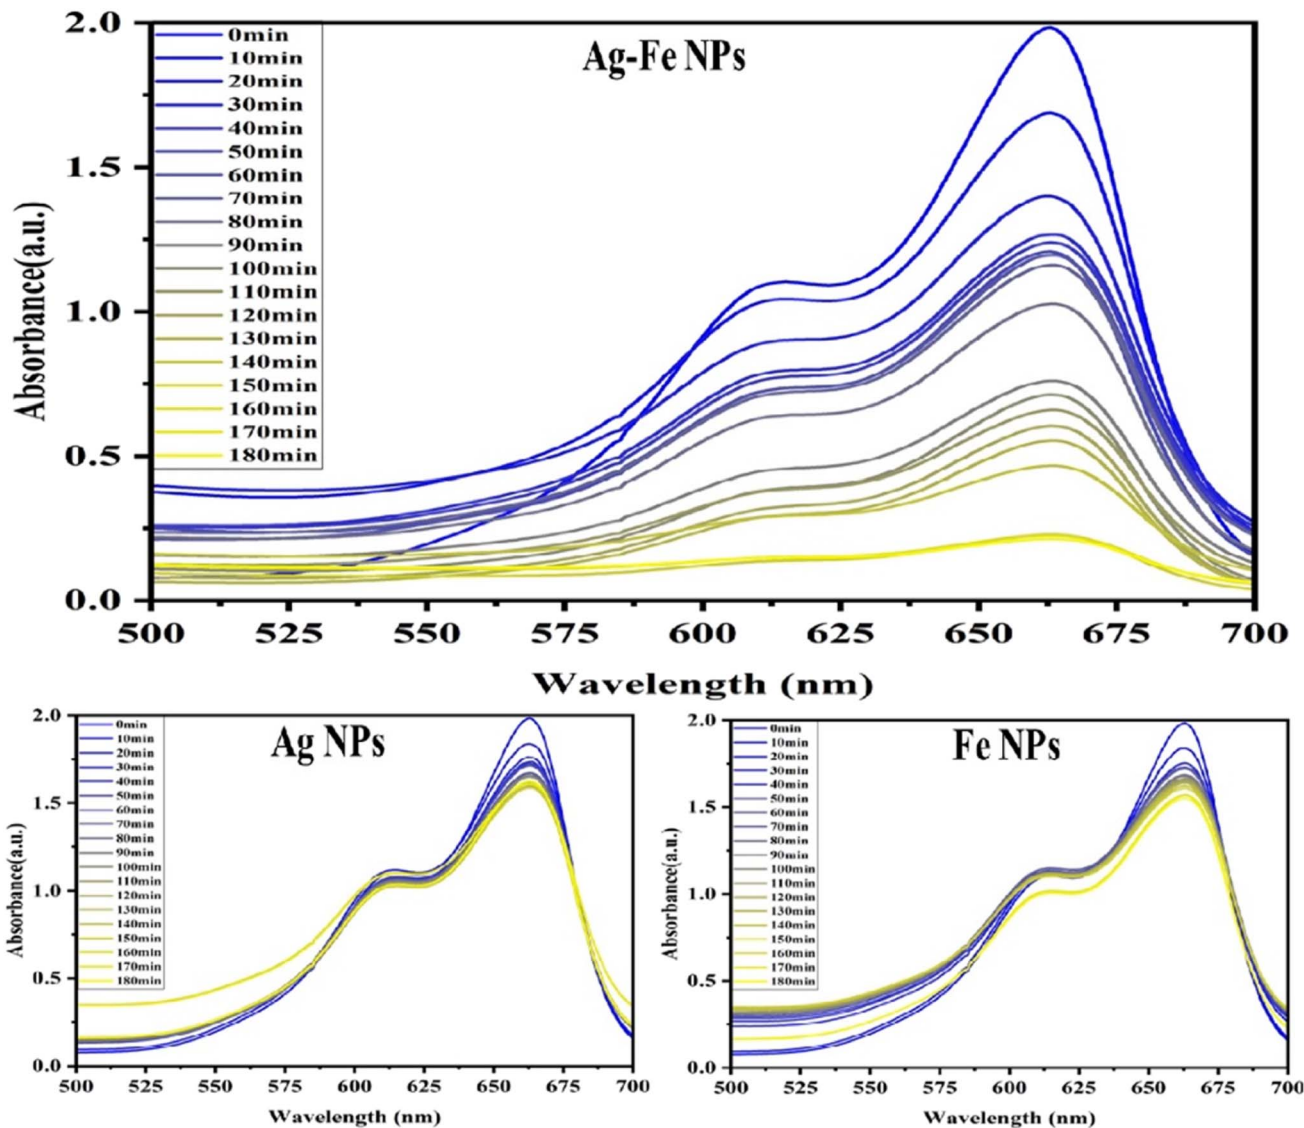 Ag-Fe NPs
0min
10min
20min
30min
40min
50min
60min
70min
80min
90min
100min
110min
120min
130min
140min
150min
160min
170min
180min
Absorbance(a.u.)
2.0
1.5
1.0
0.5
0.0
500 525 550 575 600 625 650 675 700
Wavelength (nm)
Ag NPs
0min
10min
20min
30min
40min
50min
60min
70min
80min
90min
100min
110min
120min
130min
140min
150min
160min
170min
180min
Absorbance(a.u.)
2.0
1.5
1.0
0.5
0.0
500 525 550 575 600 625 650 675 700
Wavelength (nm)
Fe NPs
0min
10min
20min
30min
40min
50min
60min
70min
80min
90min
100min
110min
120min
130min
140min
150min
160min
170min
180min
Absorbance(a.u.)
2.0
1.5
1.0
0.5
0.0
500 525 550 575 600 625 650 675 700
Wavelength (nm)